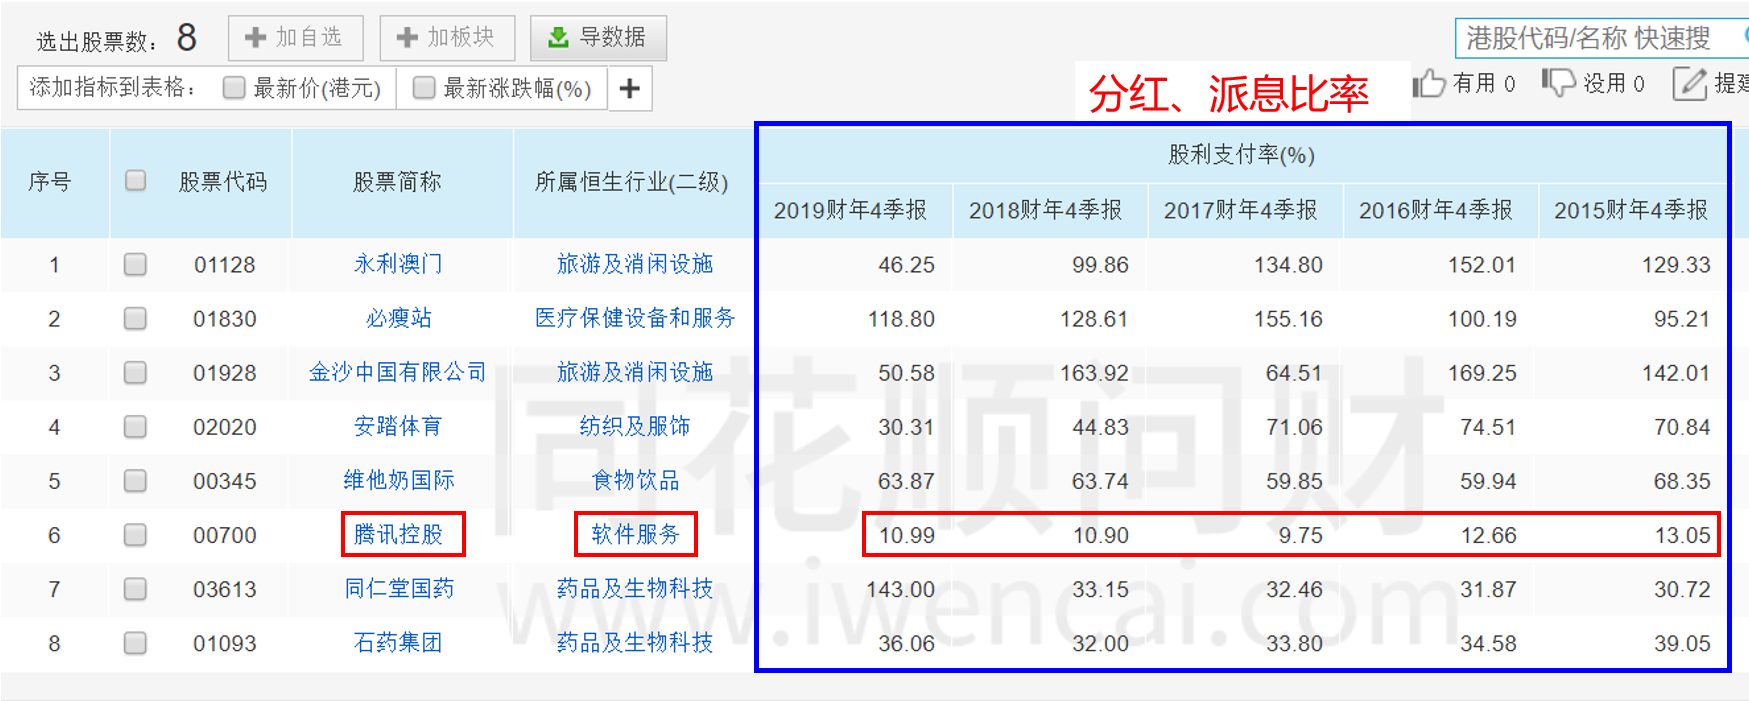 选出股票数： 8 加自选 加板块 导数据 港股代码/名称 快速搜
添加指标到表格： 最新价(港元) 最新涨跌幅(%) +
分红、派息比率 有用 0 没用 0 提建
序号 股票代码 股票简称 所属恒生行业(二级) 股利支付率(%)
2019财年4季报 2018财年4季报 2017财年4季报 2016财年4季报 2015财年4季报
1 01128 永利澳门 旅游及消闲设施 46.25 99.86 134.80 152.01 129.33
2 01830 必瘦站 医疗保健设备和服务 118.80 128.61 155.16 100.19 95.21
3 01928 金沙中国有限公司 旅游及消闲设施 50.58 163.92 64.51 169.25 142.01
4 02020 安踏体育 纺织及服饰 30.31 44.83 71.06 74.51 70.84
5 00345 维他奶国际 食物饮品 63.87 63.74 59.85 59.94 68.35
6 00700 腾讯控股 软件服务 10.99 10.90 9.75 12.66 13.05
7 03613 同仁堂国药 药品及生物科技 143.00 33.15 32.46 31.87 30.72
8 01093 石药集团 药品及生物科技 36.06 32.00 33.80 34.58 39.05
同花顺问财
www.iwencai.com